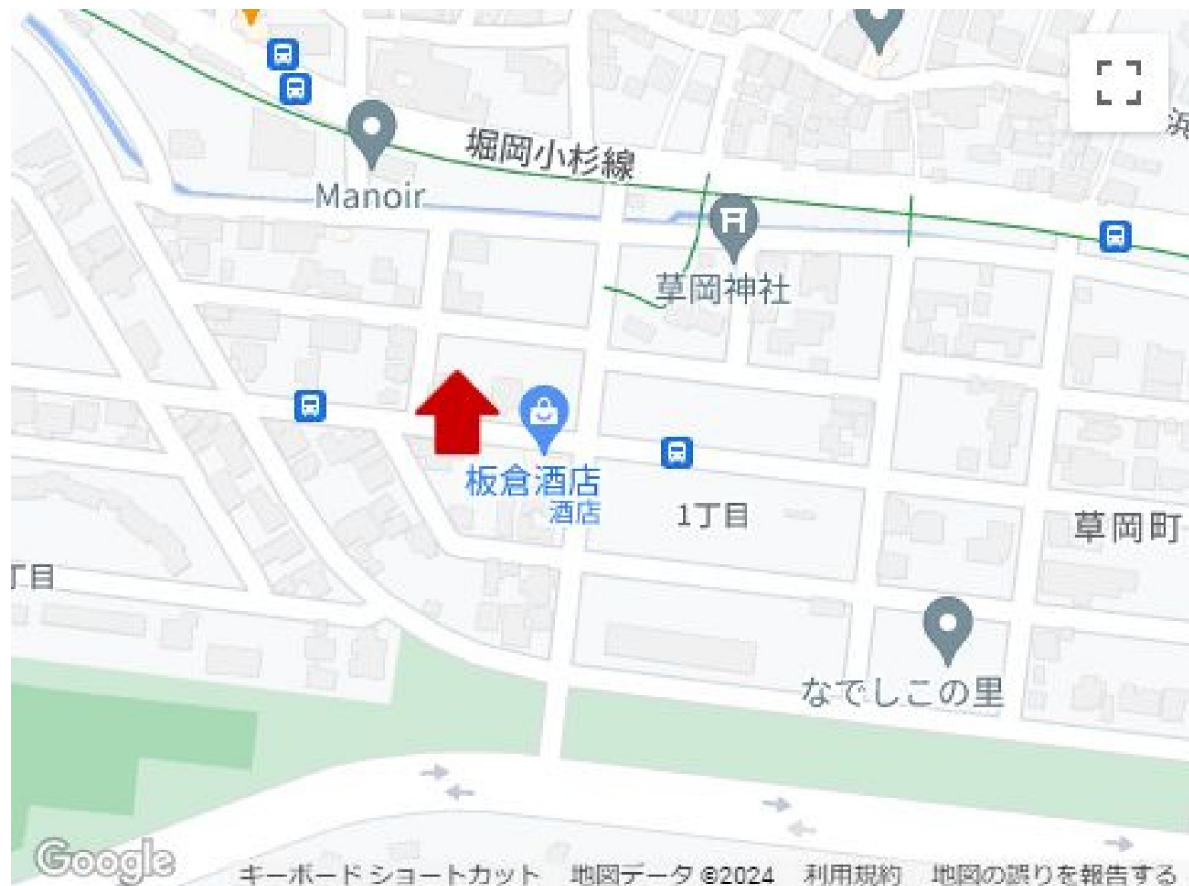 堀岡小杉線
浜
Manoir
草岡神社
板倉酒店
酒店
1丁目
草岡町
丁目
なでしこの里
Google
キーボード ショートカット 地図データ ©2024 利用規約 地図の誤りを報告する